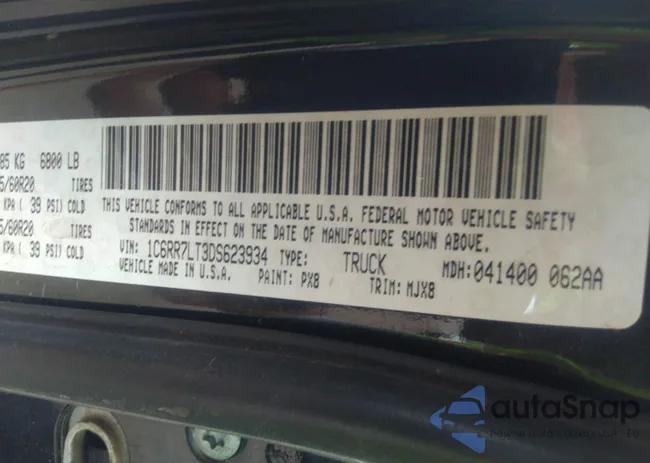 85 KG 6800 LB
5/60R20 TIRES
KPA ( 39 PSI) COLD
5/60R20 TIRES
KPA ( 39 PSI) COLD
THIS VEHICLE CONFORMS TO ALL APPLICABLE U.S.A. FEDERAL MOTOR VEHICLE SAFETY
STANDARDS IN EFFECT ON THE DATE OF MANUFACTURE SHOWN ABOVE.
VIN: 1C6RR7LT3DS623934 TYPE: TRUCK MDH: 041400 062AA
VEHICLE MADE IN U.S.A. PAINT: PX8 TRIM: MJX8
autaSnap